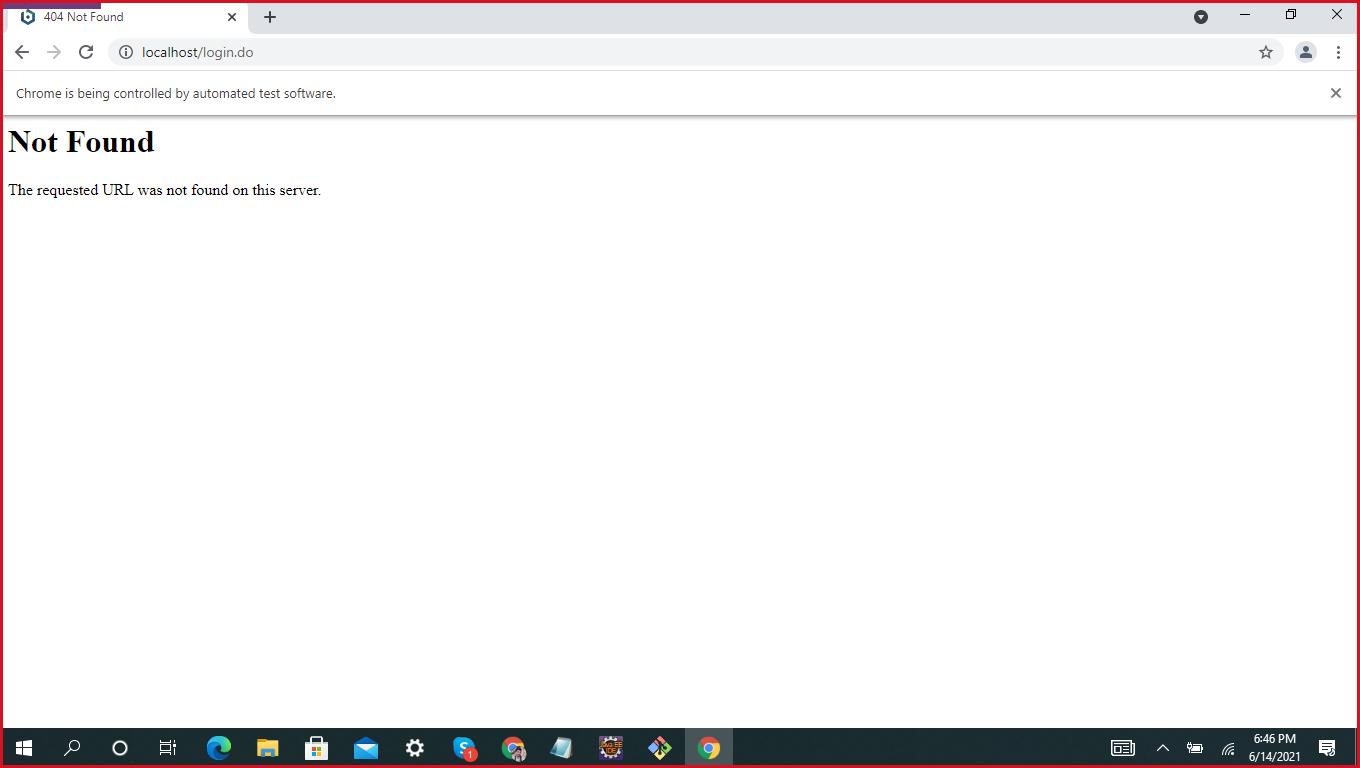 404 Not Found
localhost/login.do
Chrome is being controlled by automated test software.
Not Found
The requested URL was not found on this server.
1
6:46 PM
6/14/2021